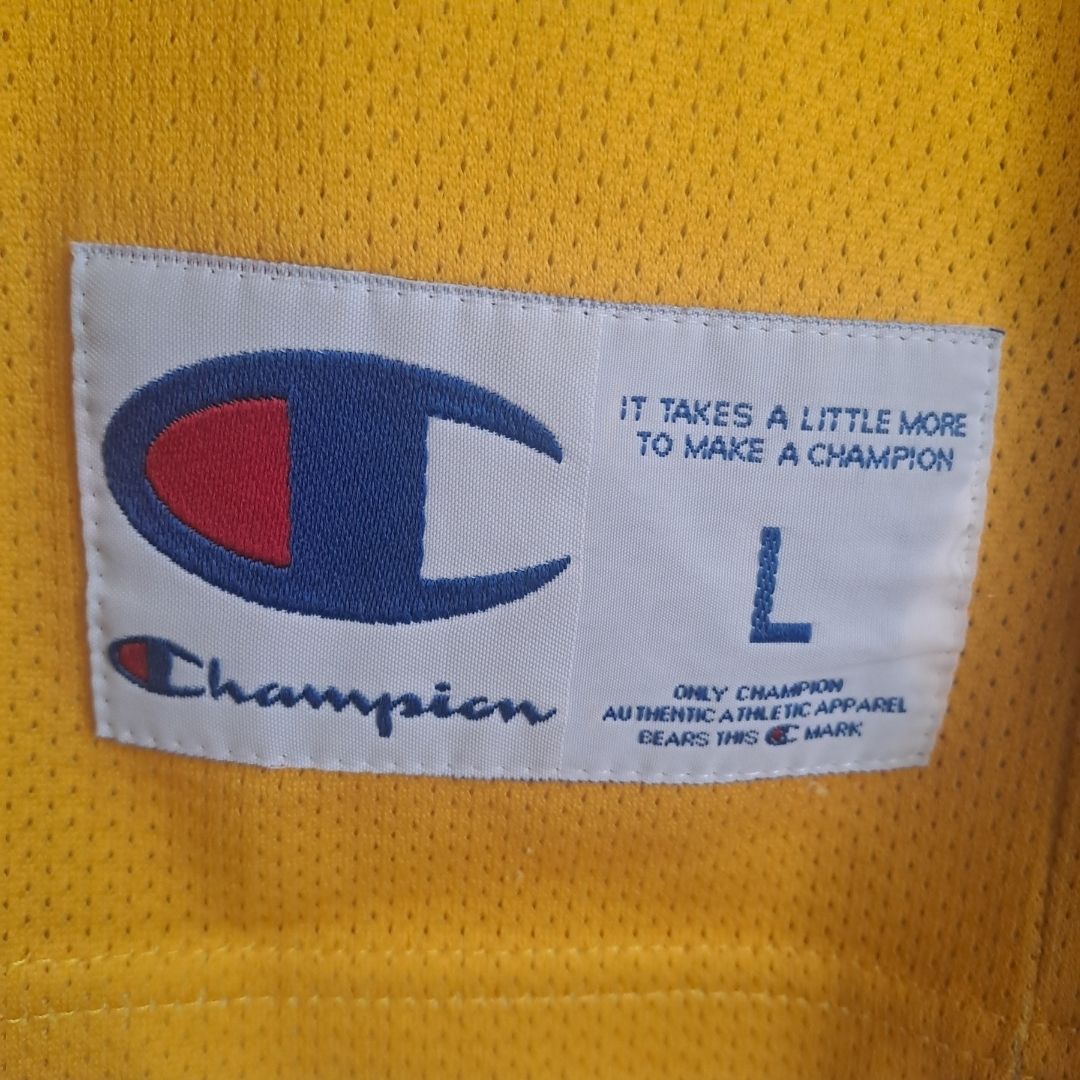 Champion
IT TAKES A LITTLE MORE
TO MAKE A CHAMPION
L
ONLY CHAMPION
AUTHENTIC ATHLETIC APPAREL
BEARS THIS C MARK